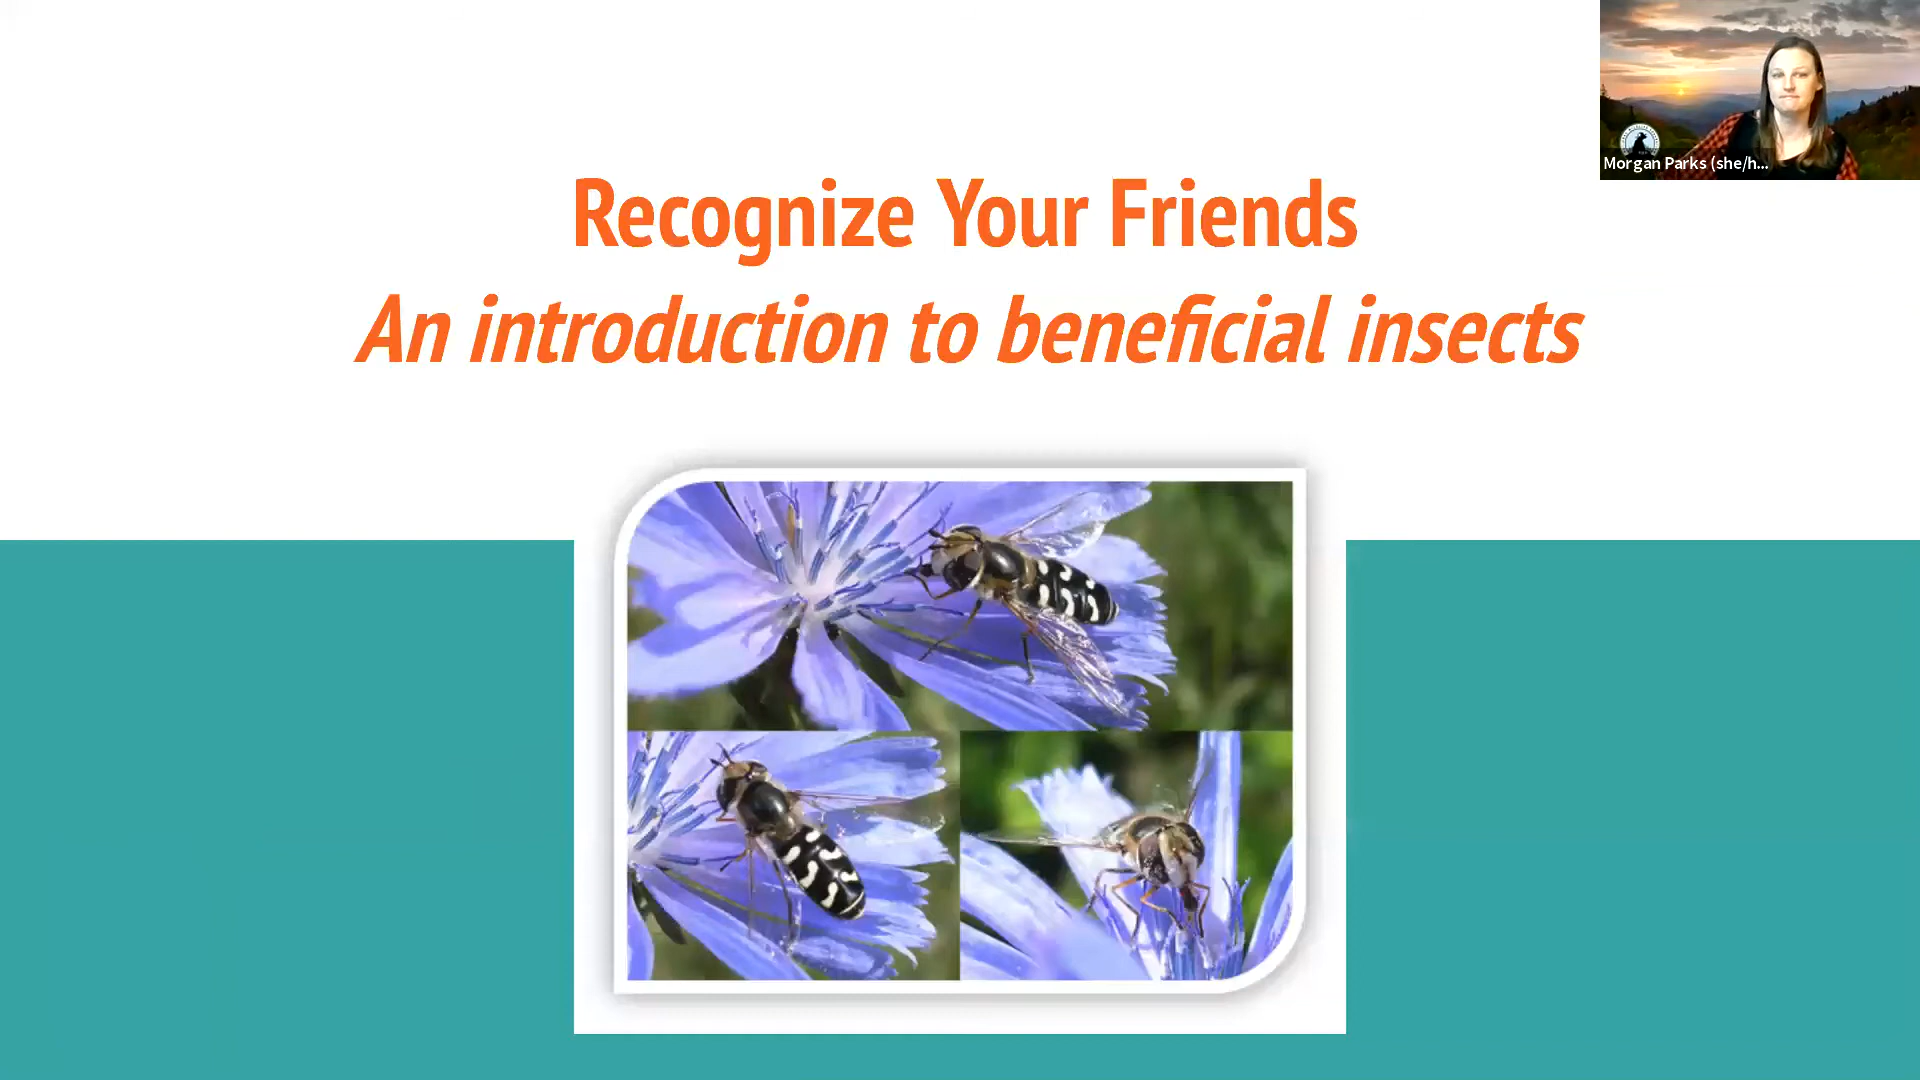 Recognize Your Friends
An introduction to beneficial insects
Morgan Parks (she/h...